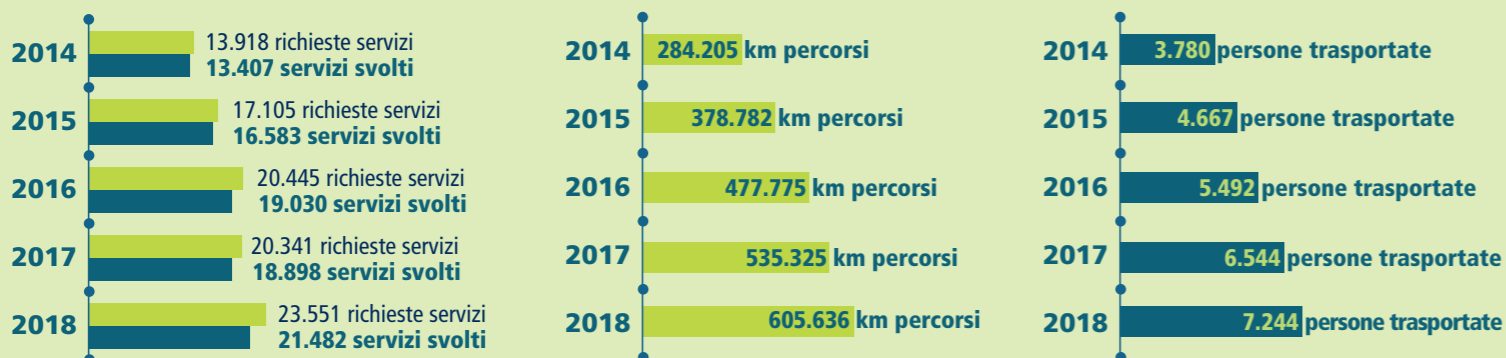 2014
13.918 richieste servizi
13.407 servizi svolti
2015
17.105 richieste servizi
16.583 servizi svolti
2016
20.445 richieste servizi
19.030 servizi svolti
2017
20.341 richieste servizi
18.898 servizi svolti
2018
23.551 richieste servizi
21.482 servizi svolti
2014 284.205 km percorsi
2015 378.782 km percorsi
2016 477.775 km percorsi
2017 535.325 km percorsi
2018 605.636 km percorsi
2014 3.780 persone trasportate
2015 4.667 persone trasportate
2016 5.492 persone trasportate
2017 6.544 persone trasportate
2018 7.244 persone trasportate